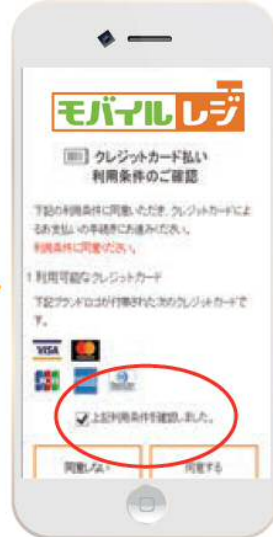 モバイルレジ
クレジットカード払い
利用条件のご確認
下記の利用条件に同意いただき、クレジットカードによ
るお支払いの手続きにお進みください。
利用条件に同意ください。
1 利用可能なクレジットカード
下記ブランドロゴが付帯された次のクレジットカードで
す。
VISA
JCB
上記利用条件を確認しました。
同意しない 同意する